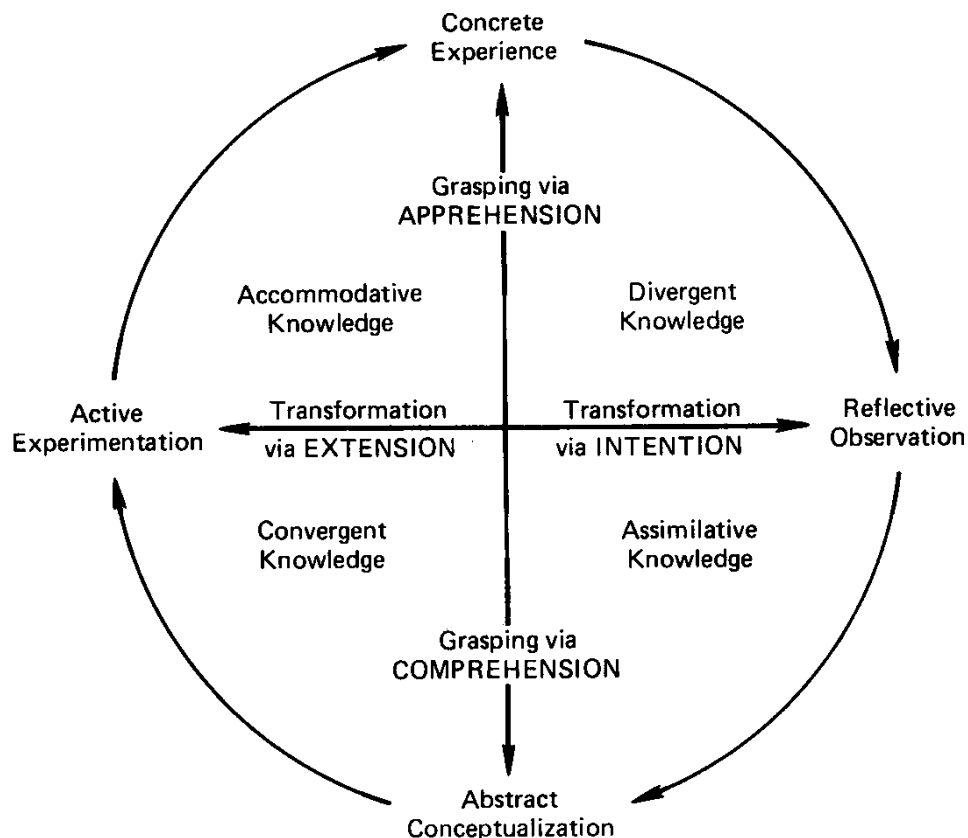 Concrete
Experience
Grasping via
APPREHENSION
Accommodative
Knowledge
Divergent
Knowledge
Active
Experimentation
Transformation
via EXTENSION
Transformation
via INTENTION
Reflective
Observation
Convergent
Knowledge
Assimilative
Knowledge
Grasping via
COMPREHENSION
Abstract
Conceptualization